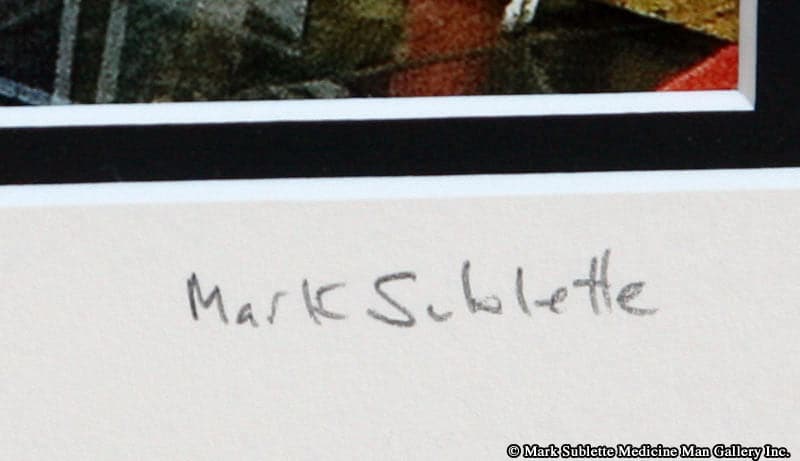 Mark Sublette
© Mark Sublette Medicine Man Gallery Inc.